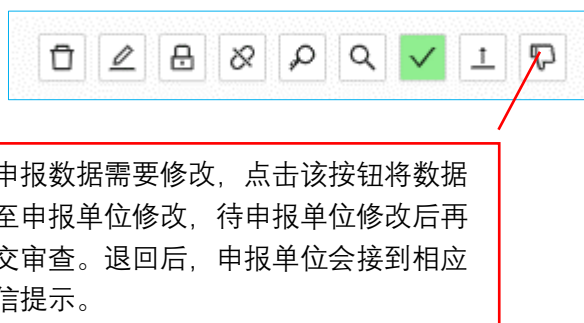 申报数据需要修改，点击该按钮将数据
至申报单位修改，待申报单位修改后再
交审查。退回后，申报单位会接到相应
信提示。